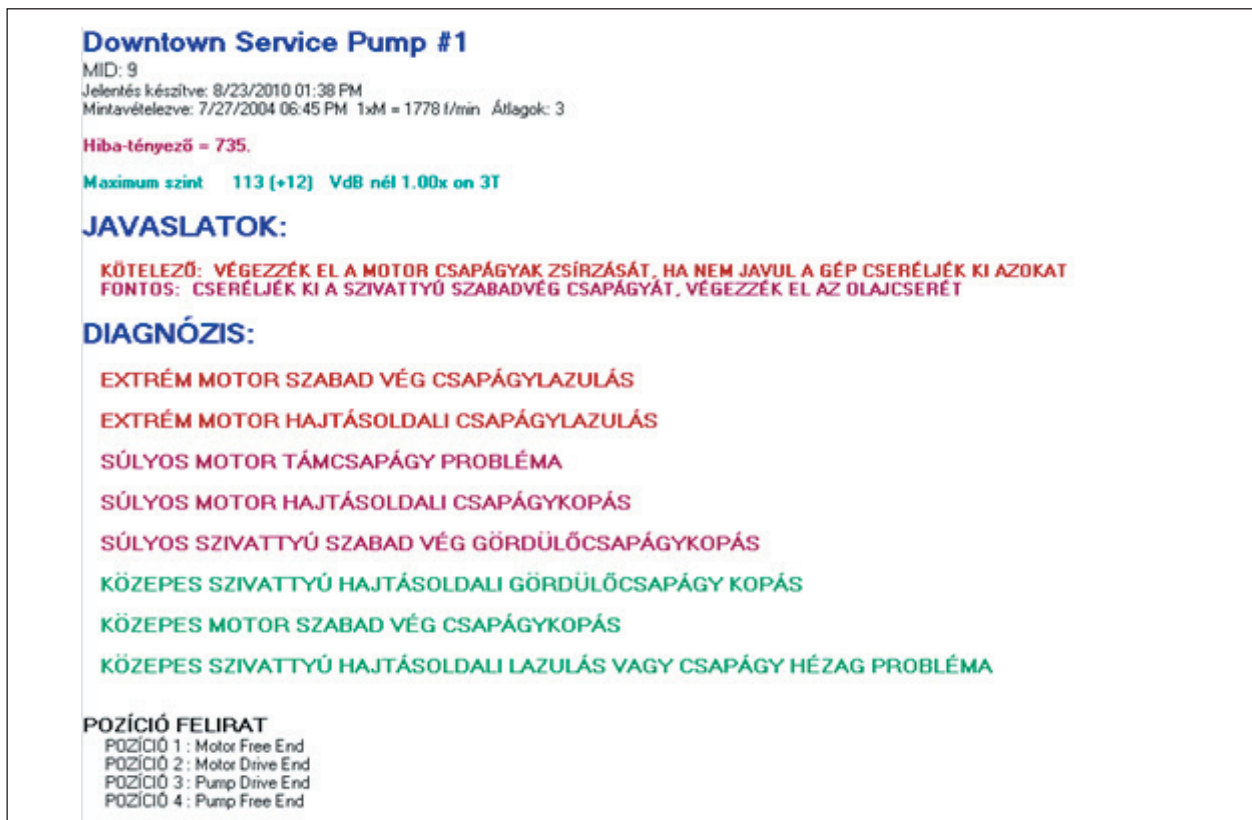 Downtown Service Pump #1
MID: 9
Jelentés készítve: 8/23/2010 01:38 PM
Mintavételezve: 7/27/2004 06:45 PM 1xM = 1778 f/min Átlagok: 3
Hiba-tényező = 735.
Maximum szint 113 (+12) VdB nél 1.00x on 3T
JAVASLATOK:
KÖTELEZŐ: VÉGEZZÉK EL A MOTOR CSAPÁGYAK ZSÍRZÁSÁT, HA NEM JAVUL A GÉP CSERÉLJÉK KI AZOKAT
FONTOS: CSERÉLJÉK KI A SZIVATTYÚ SZABADVÉG CSAPÁGYÁT, VÉGEZZÉK EL AZ OLAJCSERÉT
DIAGNÓZIS:
EXTRÉM MOTOR SZABAD VÉG CSAPÁGYLAZULÁS
EXTRÉM MOTOR HAJTÁSOLDALI CSAPÁGYLAZULÁS
SÚLYOS MOTOR TÁMCSAPÁGY PROBLÉMA
SÚLYOS MOTOR HAJTÁSOLDALI CSAPÁGYKOPÁS
SÚLYOS SZIVATTYÚ SZABAD VÉG GÖRDÜLŐCSAPÁGYKOPÁS
KÖZEPES SZIVATTYÚ HAJTÁSOLDALI GÖRDÜLŐCSAPÁGY KOPÁS
KÖZEPES MOTOR SZABAD VÉG CSAPÁGYKOPÁS
KÖZEPES SZIVATTYÚ HAJTÁSOLDALI LAZULÁS VAGY CSAPÁGY HÉZAG PROBLÉMA
POZÍCIÓ FELIRAT
POZÍCIÓ 1 : Motor Free End
POZÍCIÓ 2 : Motor Drive End
POZÍCIÓ 3 : Pump Drive End
POZÍCIÓ 4 : Pump Free End